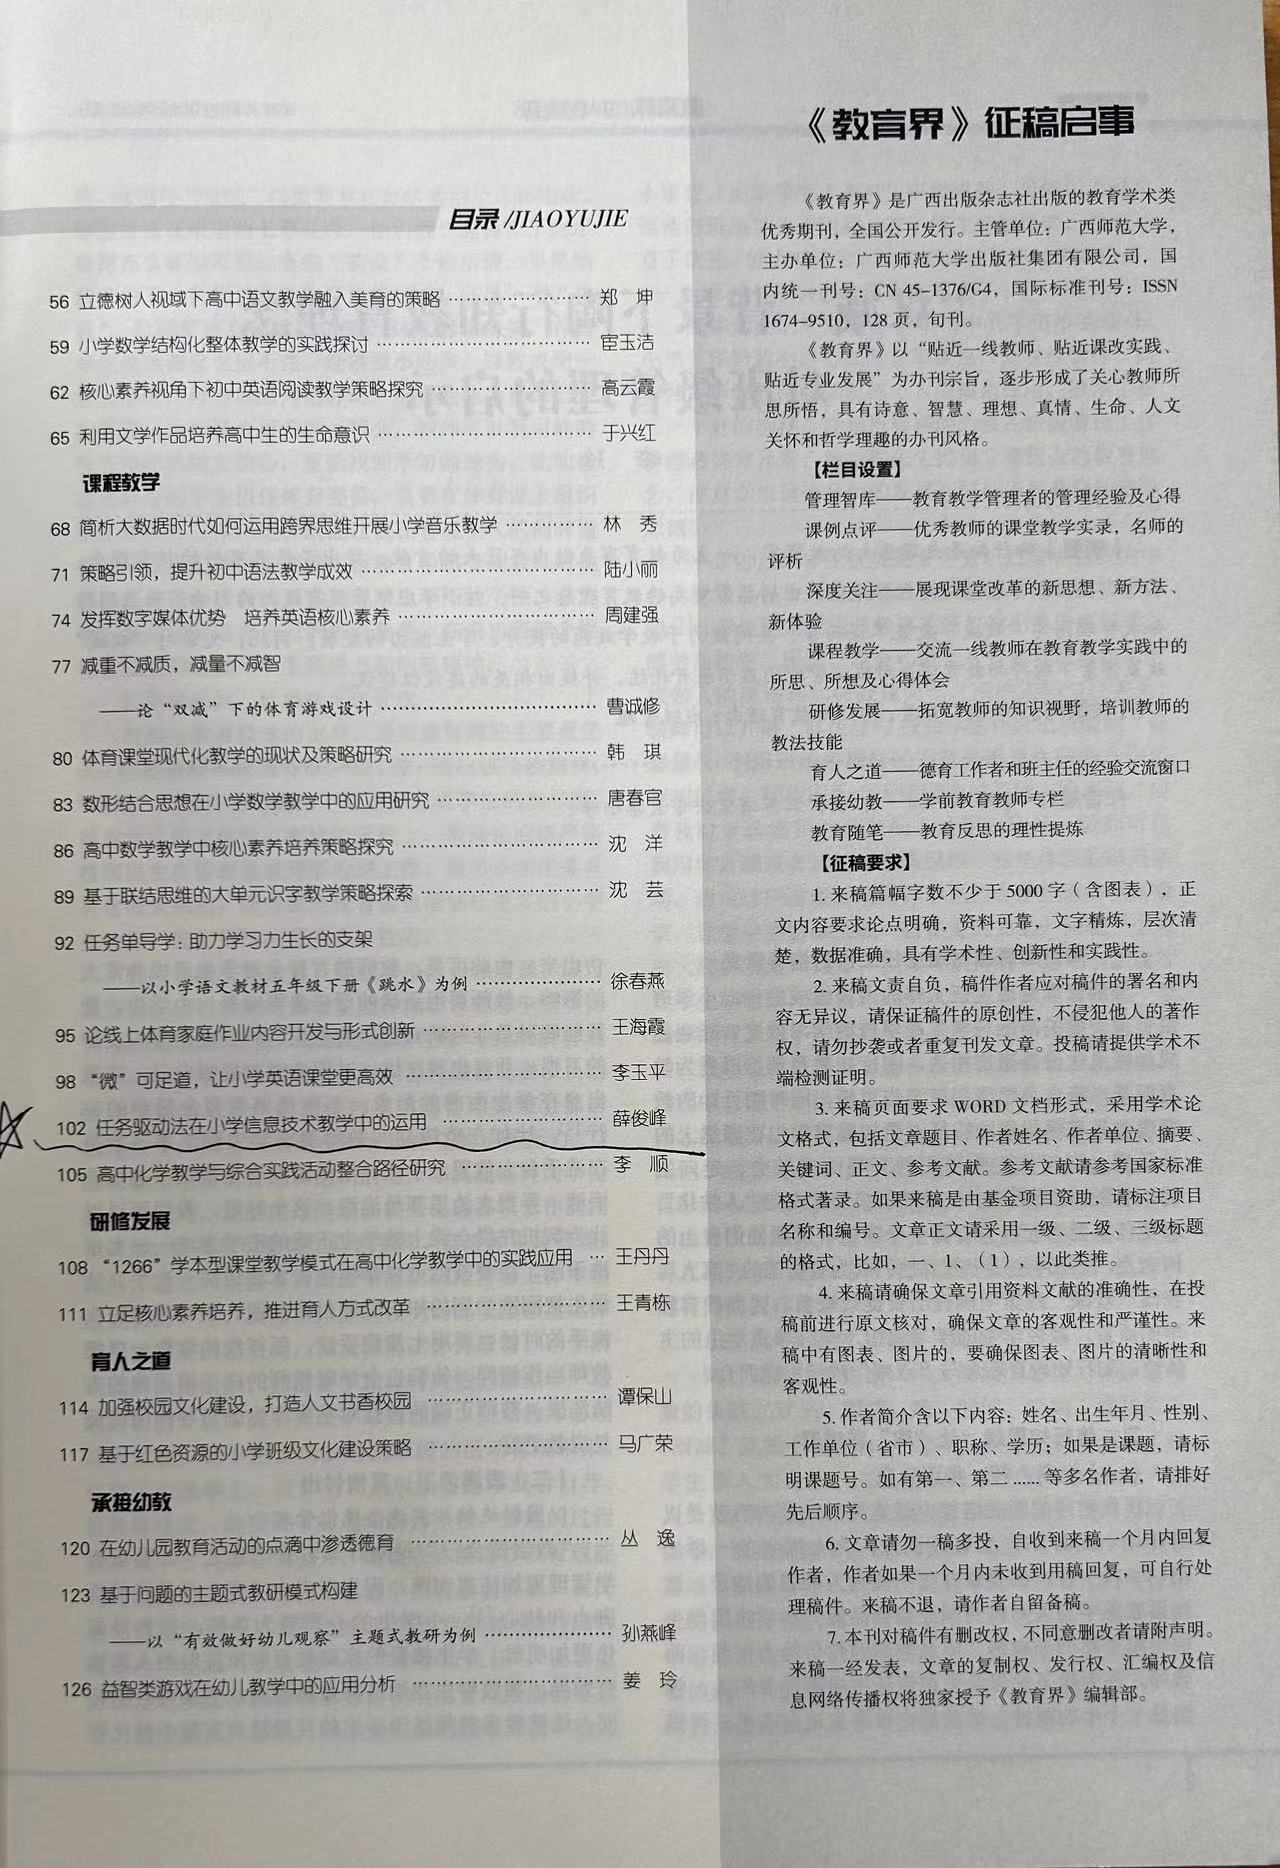 目录/JIAOYUJIE
56 立德树人视域下高中语文教学融入美育的策略 …………………… 郑 坤
59 小学数学结构化整体教学的实践探讨 …………………… 宦玉洁
62 核心素养视角下初中英语阅读教学策略探究 …………………… 高云霞
65 利用文学作品培养高中生的生命意识 …………………… 于兴红
课程教学
68 简析大数据时代如何运用跨界思维开展小学音乐教学 …………… 林 秀
71 策略引领，提升初中语法教学成效 …………………… 陆小丽
74 发挥数字媒体优势　培养英语核心素养 …………………… 周建强
77 减重不减质，减量不减智
——论“双减”下的体育游戏设计 …………………… 曹诚修
80 体育课堂现代化教学的现状及策略研究 …………………… 韩 琪
83 数形结合思想在小学数学教学中的应用研究 …………………… 唐春官
86 高中数学教学中核心素养培养策略探究 …………………… 沈 洋
89 基于联结思维的大单元识字教学策略探索 …………………… 沈 芸
92 任务单导学：助力学习力生长的支架
——以小学语文教材五年级下册《跳水》为例 …………… 徐春燕
95 论线上体育家庭作业内容开发与形式创新 …………………… 王海霞
98 “微”可足道，让小学英语课堂更高效 …………………… 李玉平
102 任务驱动法在小学信息技术教学中的运用 …………………… 薛俊峰
105 高中化学教学与综合实践活动整合路径研究 …………………… 李 顺
研修发展
108 “1266”学本型课堂教学模式在高中化学教学中的实践应用 … 王丹丹
111 立足核心素养培养，推进育人方式改革 …………………… 王青栋
育人之道
114 加强校园文化建设，打造人文书香校园 …………………… 谭保山
117 基于红色资源的小学班级文化建设策略 …………………… 马广荣
承接幼教
120 在幼儿园教育活动的点滴中渗透德育 …………………… 丛 逸
123 基于问题的主题式教研模式构建
——以“有效做好幼儿观察”主题式教研为例 …………… 孙燕峰
126 益智类游戏在幼儿教学中的应用分析 …………………… 姜 玲
《教育界》征稿启事
《教育界》是广西出版杂志社出版的教育学术类
优秀期刊，全国公开发行。主管单位：广西师范大学，
主办单位：广西师范大学出版社集团有限公司，国
内统一刊号：CN 45-1376/G4，国际标准刊号：ISSN
1674-9510，128 页，旬刊。
《教育界》以“贴近一线教师、贴近课改实践、
贴近专业发展”为办刊宗旨，逐步形成了关心教师所
思所悟，具有诗意、智慧、理想、真情、生命、人文
关怀和哲学理趣的办刊风格。
【栏目设置】
管理智库——教育教学管理者的管理经验及心得
课例点评——优秀教师的课堂教学实录，名师的
评析
深度关注——展现课堂改革的新思想、新方法、
新体验
课程教学——交流一线教师在教育教学实践中的
所思、所想及心得体会
研修发展——拓宽教师的知识视野，培训教师的
教法技能
育人之道——德育工作者和班主任的经验交流窗口
承接幼教——学前教育教师专栏
教育随笔——教育反思的理性提炼
【征稿要求】
1. 来稿篇幅字数不少于 5000 字（含图表），正
文内容要求论点明确，资料可靠，文字精炼，层次清
楚，数据准确，具有学术性、创新性和实践性。
2. 来稿文责自负，稿件作者应对稿件的署名和内
容无异议，请保证稿件的原创性，不侵犯他人的著作
权，请勿抄袭或者重复刊发文章。投稿请提供学术不
端检测证明。
3. 来稿页面要求 WORD 文档形式，采用学术论
文格式，包括文章题目、作者姓名、作者单位、摘要、
关键词、正文、参考文献。参考文献请参考国家标准
格式著录。如果来稿是由基金项目资助，请标注项目
名称和编号。文章正文请采用一级、二级、三级标题
的格式，比如，一、1、（1），以此类推。
4. 来稿请确保文章引用资料文献的准确性，在投
稿前进行原文核对，确保文章的客观性和严谨性。来
稿中有图表、图片的，要确保图表、图片的清晰性和
客观性。
5. 作者简介含以下内容：姓名、出生年月、性别、
工作单位（省市）、职称、学历；如果是课题，请标
明课题号。如有第一、第二 …… 等多名作者，请排好
先后顺序。
6. 文章请勿一稿多投，自收到来稿一个月内回复
作者，作者如果一个月内未收到用稿回复，可自行处
理稿件。来稿不退，请作者自留备稿。
7. 本刊对稿件有删改权，不同意删改者请附声明。
来稿一经发表，文章的复制权、发行权、汇编权及信
息网络传播权将独家授予《教育界》编辑部。